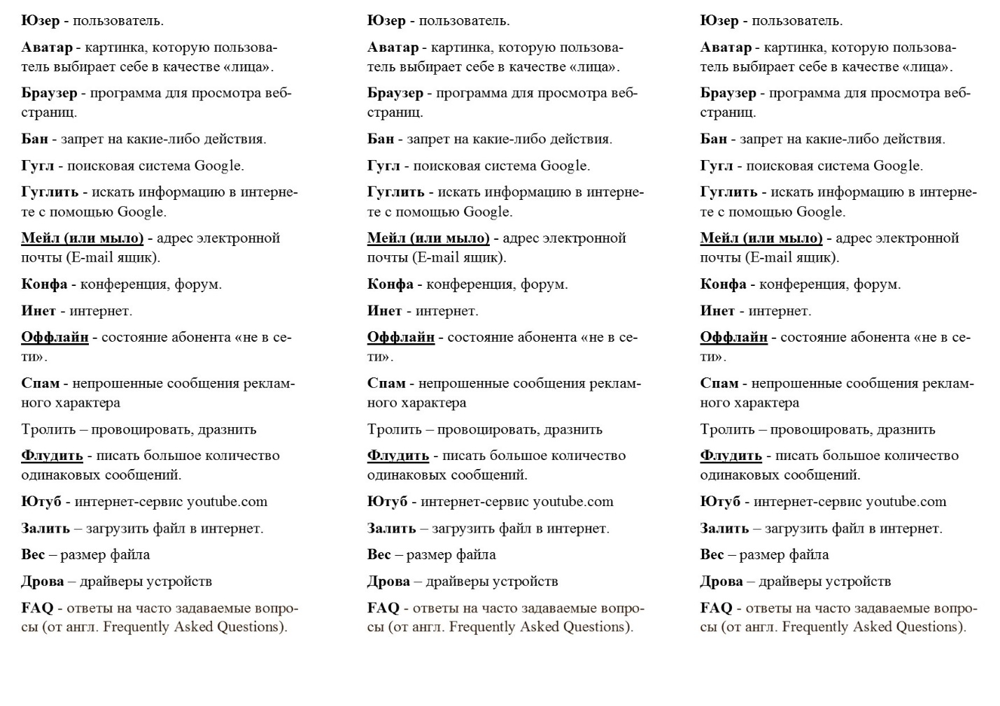 Юзер - пользователь.
Аватар - картинка, которую пользова-
тель выбирает себе в качестве «лица».
Браузер - программа для просмотра веб-
страниц.
Бан - запрет на какие-либо действия.
Гугл - поисковая система Google.
Гуглить - искать информацию в интерне-
те с помощью Google.
Мейл (или мыло) - адрес электронной
почты (E-mail ящик).
Конфа - конференция, форум.
Инет - интернет.
Оффлайн - состояние абонента «не в се-
ти».
Спам - непрошенные сообщения реклам-
ного характера
Тролить – провоцировать, дразнить
Флудить - писать большое количество
одинаковых сообщений.
Ютуб - интернет-сервис youtube.com
Залить – загрузить файл в интернет.
Вес – размер файла
Дрова – драйверы устройств
FAQ - ответы на часто задаваемые вопро-
сы (от англ. Frequently Asked Questions).
Юзер - пользователь.
Аватар - картинка, которую пользова-
тель выбирает себе в качестве «лица».
Браузер - программа для просмотра веб-
страниц.
Бан - запрет на какие-либо действия.
Гугл - поисковая система Google.
Гуглить - искать информацию в интерне-
те с помощью Google.
Мейл (или мыло) - адрес электронной
почты (E-mail ящик).
Конфа - конференция, форум.
Инет - интернет.
Оффлайн - состояние абонента «не в се-
ти».
Спам - непрошенные сообщения реклам-
ного характера
Тролить – провоцировать, дразнить
Флудить - писать большое количество
одинаковых сообщений.
Ютуб - интернет-сервис youtube.com
Залить – загрузить файл в интернет.
Вес – размер файла
Дрова – драйверы устройств
FAQ - ответы на часто задаваемые вопро-
сы (от англ. Frequently Asked Questions).
Юзер - пользователь.
Аватар - картинка, которую пользова-
тель выбирает себе в качестве «лица».
Браузер - программа для просмотра веб-
страниц.
Бан - запрет на какие-либо действия.
Гугл - поисковая система Google.
Гуглить - искать информацию в интерне-
те с помощью Google.
Мейл (или мыло) - адрес электронной
почты (E-mail ящик).
Конфа - конференция, форум.
Инет - интернет.
Оффлайн - состояние абонента «не в се-
ти».
Спам - непрошенные сообщения реклам-
ного характера
Тролить – провоцировать, дразнить
Флудить - писать большое количество
одинаковых сообщений.
Ютуб - интернет-сервис youtube.com
Залить – загрузить файл в интернет.
Вес – размер файла
Дрова – драйверы устройств
FAQ - ответы на часто задаваемые вопро-
сы (от англ. Frequently Asked Questions).